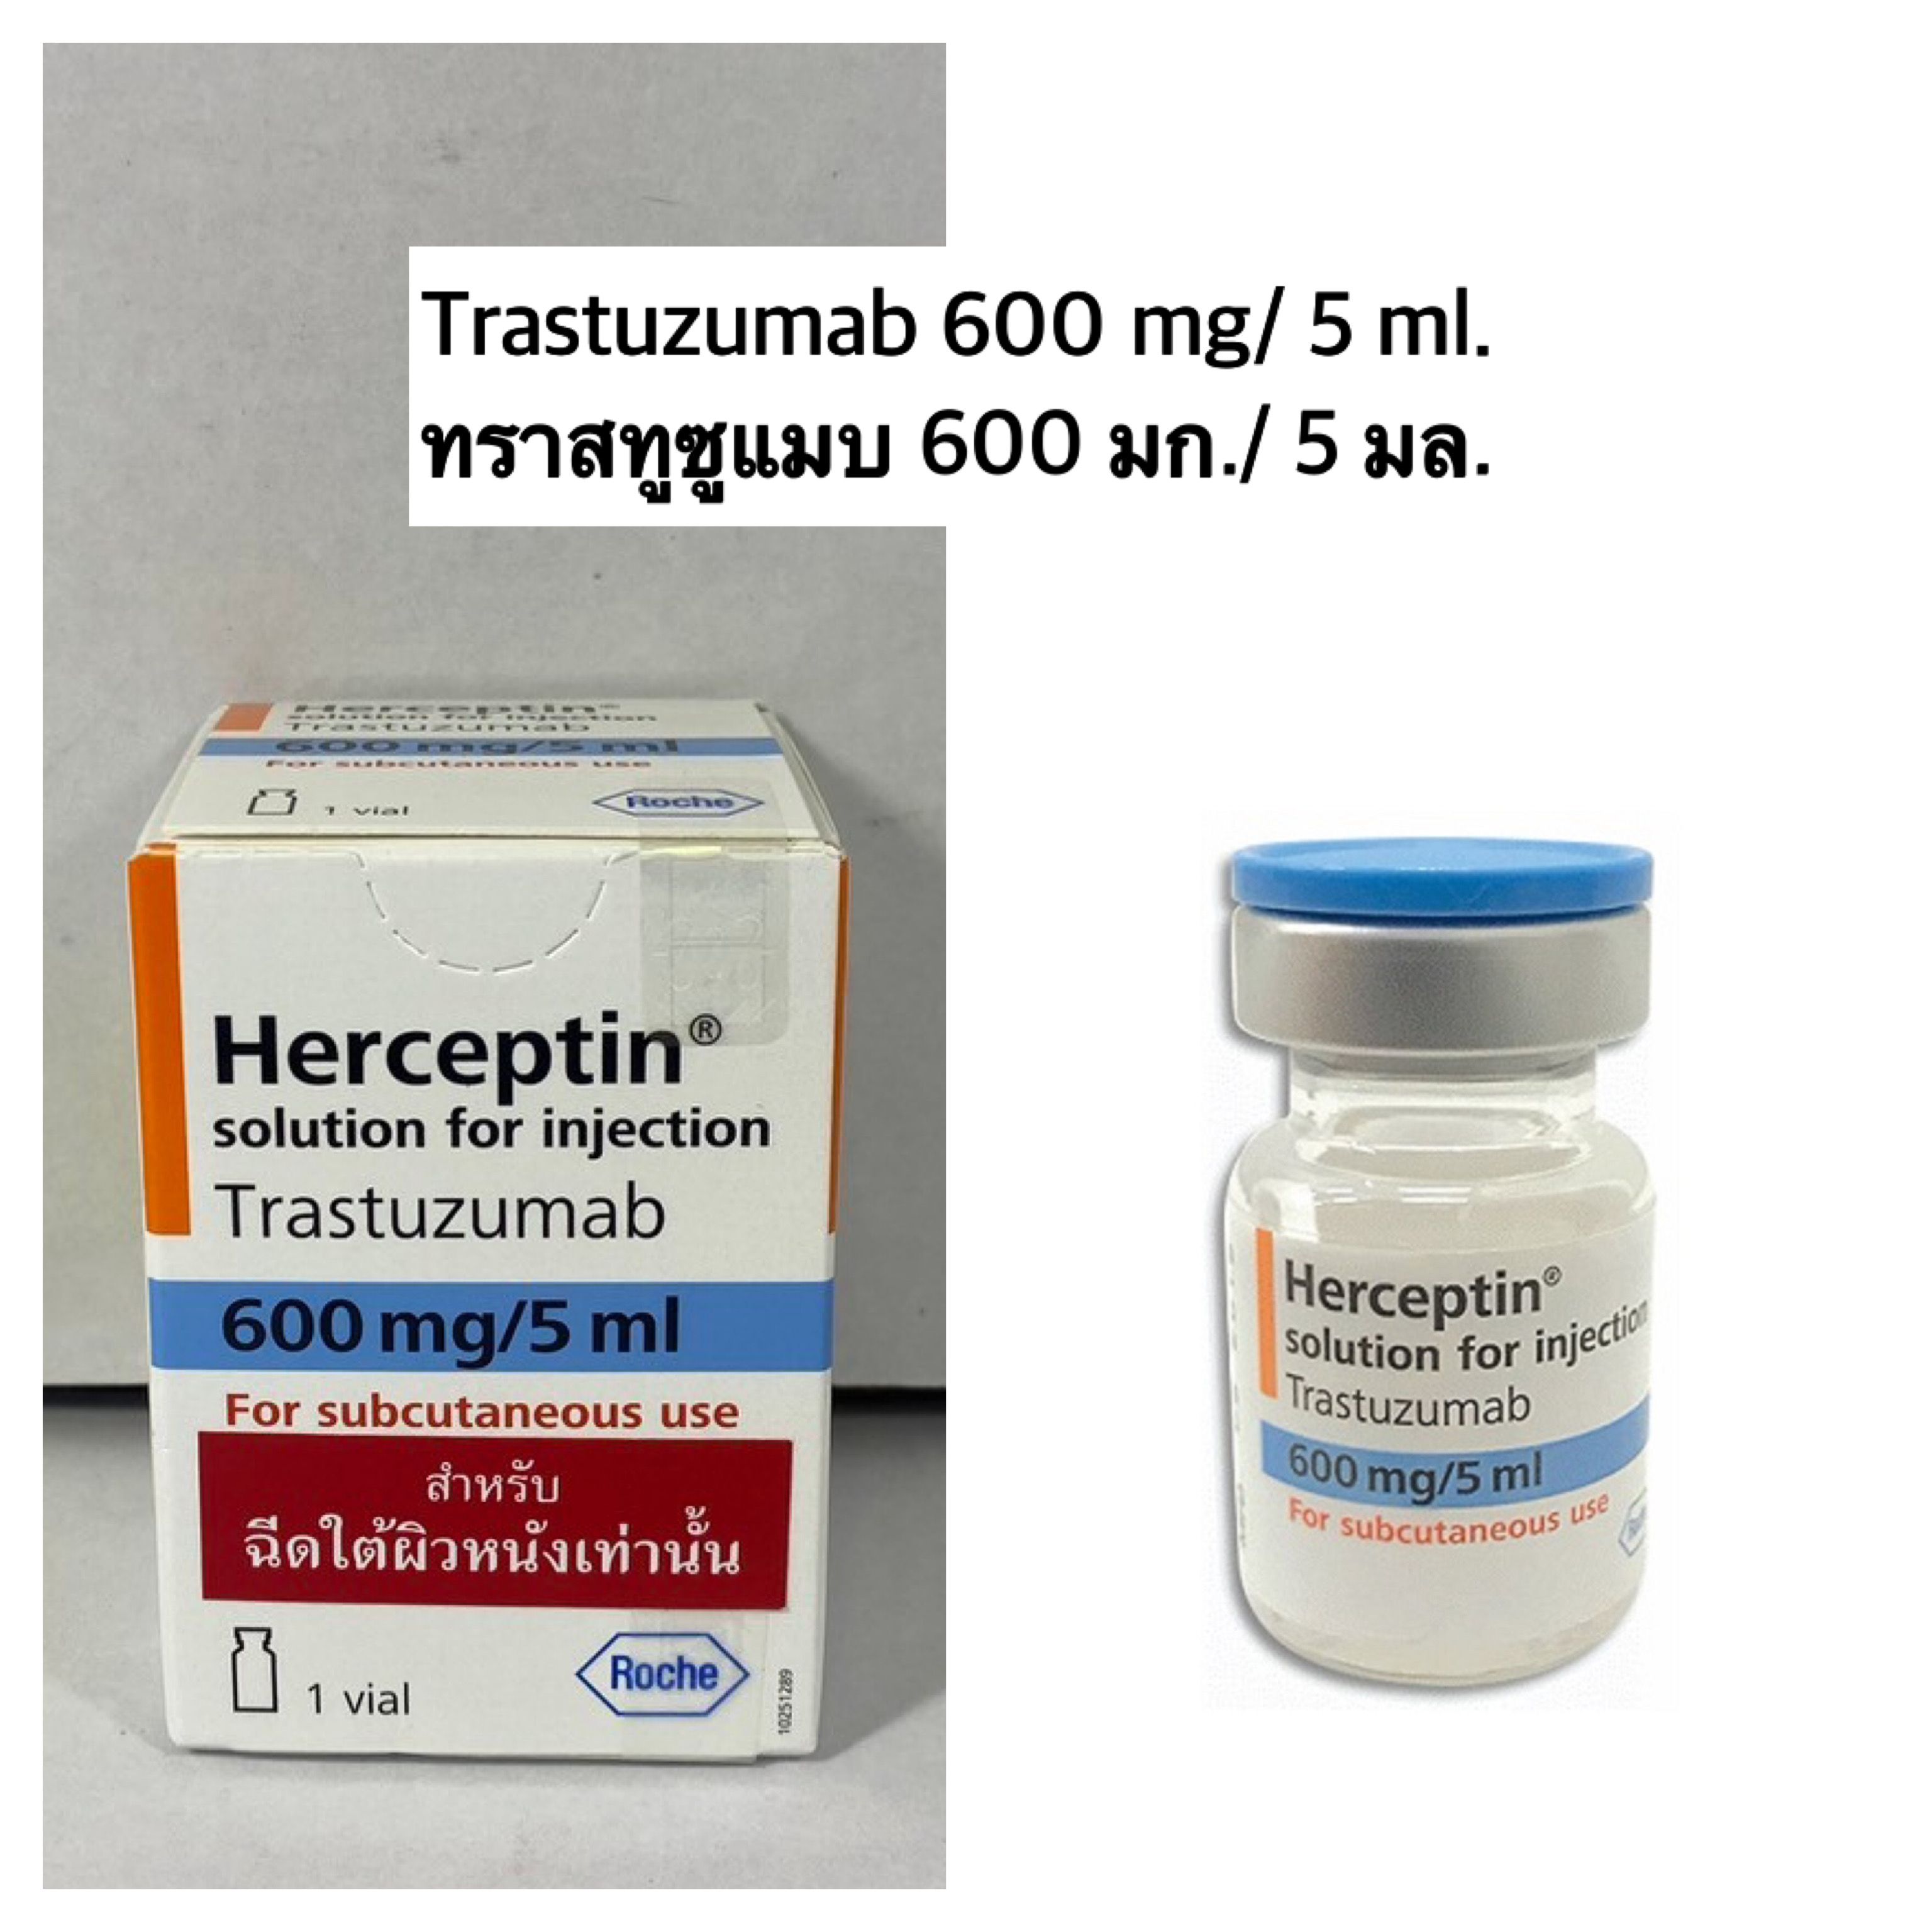 Trastuzumab 600 mg/ 5 ml.
ทราสทูซูแมบ 600 มก./ 5 มล.
Herceptin®
solution for injection
Trastuzumab
600 mg/5 ml
For subcutaneous use
1 vial
Roche
Herceptin®
solution for injection
Trastuzumab
600 mg/5 ml
For subcutaneous use
สำหรับ
ฉีดใต้ผิวหนังเท่านั้น
1 vial
Roche
10251289
Herceptin®
solution for injection
Trastuzumab
600 mg/5 ml
For subcutaneous use